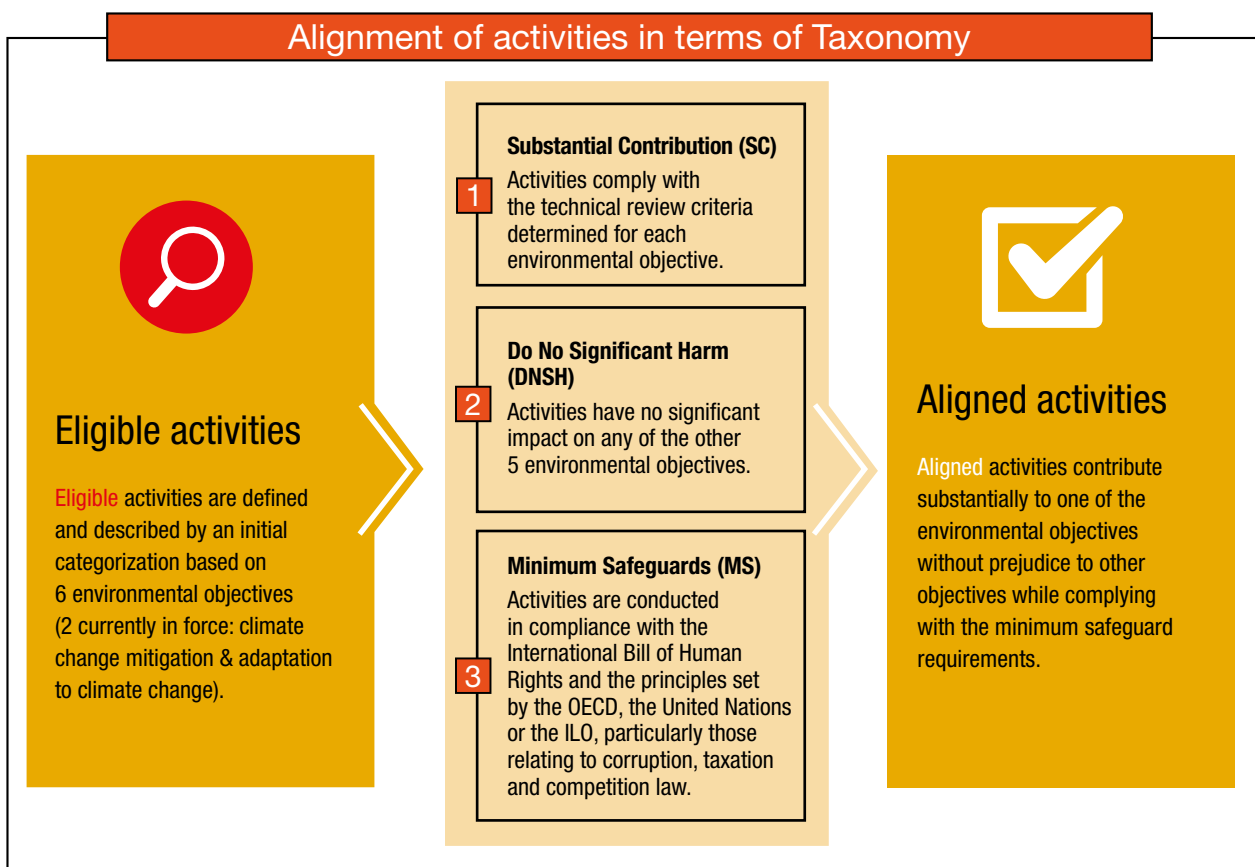 Alignment of activities in terms of Taxonomy
Eligible activities
Eligible activities are defined
and described by an initial
categorization based on
6 environmental objectives
(2 currently in force: climate
change mitigation & adaptation
to climate change).
1
Substantial Contribution (SC)
Activities comply with
the technical review criteria
determined for each
environmental objective.
2
Do No Significant Harm
(DNSH)
Activities have no significant
impact on any of the other
5 environmental objectives.
3
Minimum Safeguards (MS)
Activities are conducted
in compliance with the
International Bill of Human
Rights and the principles set
by the OECD, the United Nations
or the ILO, particularly those
relating to corruption, taxation
and competition law.
Aligned activities
Aligned activities contribute
substantially to one of the
environmental objectives
without prejudice to other
objectives while complying
with the minimum safeguard
requirements.